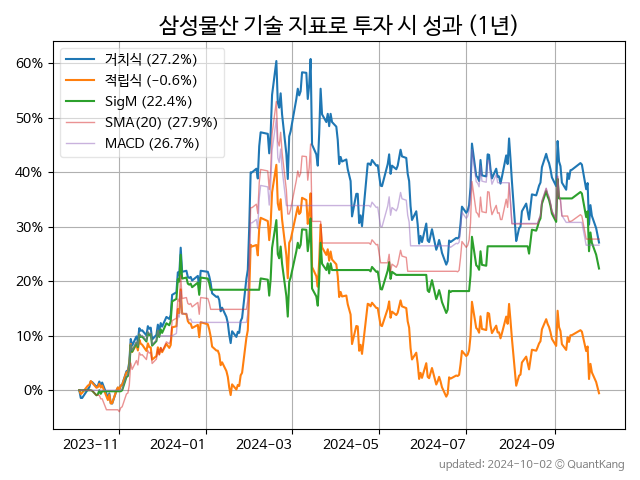 삼성물산 기술 지표로 투자 시 성과 (1년)
거치식 (27.2%)
적립식 (-0.6%)
SigM (22.4%)
SMA(20) (27.9%)
MACD (26.7%)
60%
50%
40%
30%
20%
10%
0%
2023-11 2024-01 2024-03 2024-05 2024-07 2024-09
updated: 2024-10-02 © QuantKang